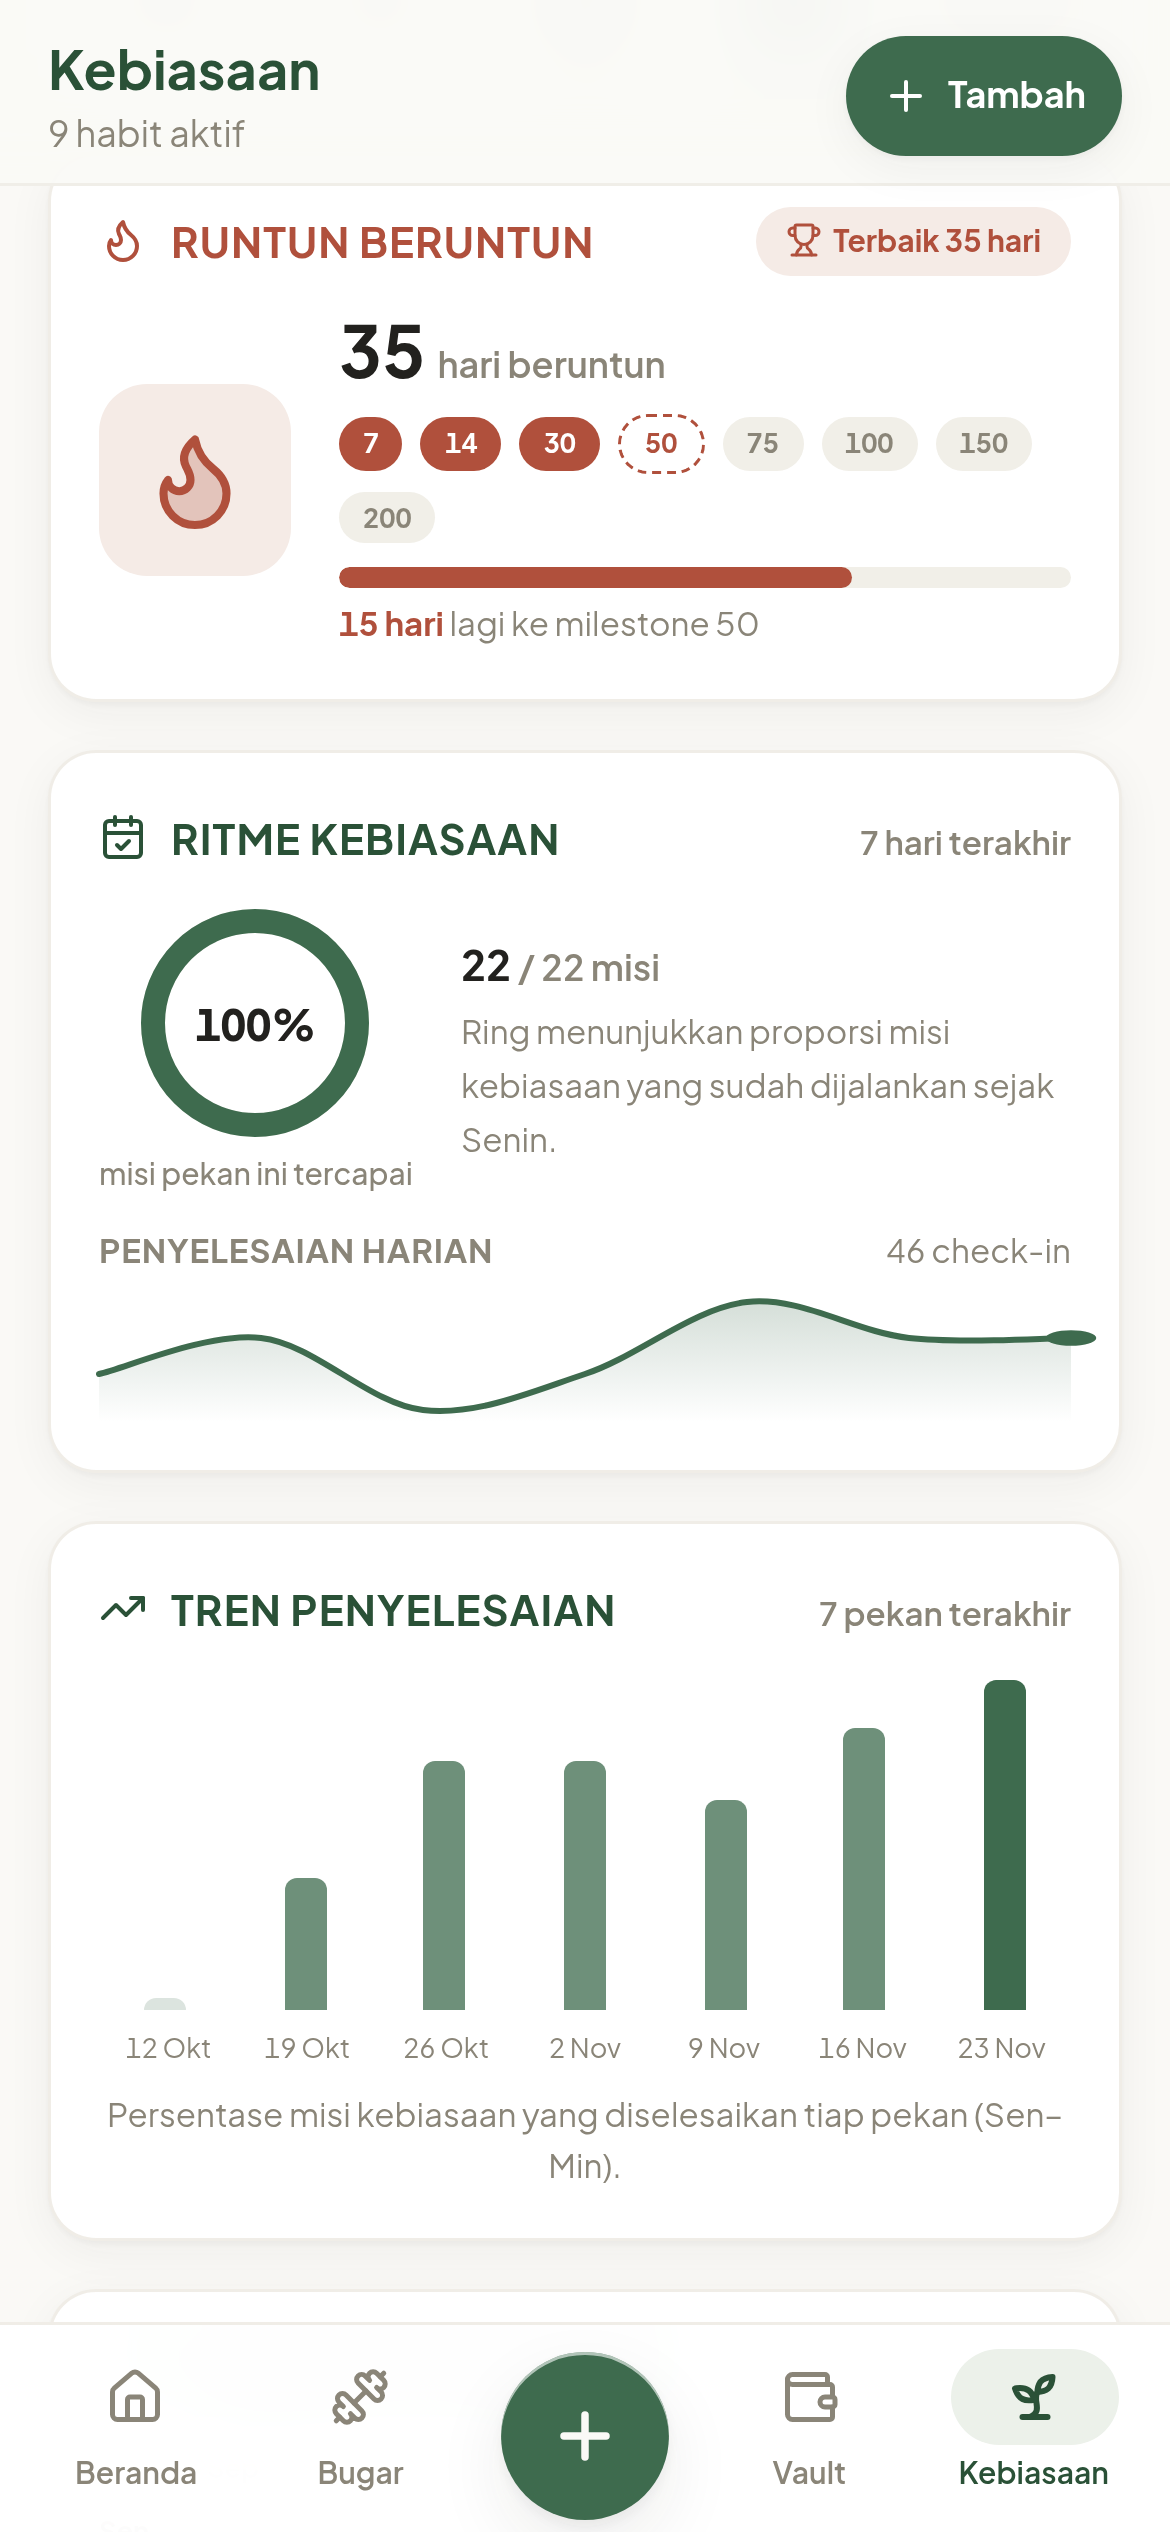 Kebiasaan
9 habit aktif
Tambah
RUNTUN BERUNTUN
Terbaik 35 hari
35 hari beruntun
7 14 30 50 75 100 150
200
15 hari lagi ke milestone 50
RITME KEBIASAAN
7 hari terakhir
100%
misi pekan ini tercapai
22 / 22 misi
Ring menunjukkan proporsi misi
kebiasaan yang sudah dijalankan sejak
Senin.
PENYELESAIAN HARIAN
46 check-in
TREN PENYELESAIAN
7 pekan terakhir
12 Okt 19 Okt 26 Okt 2 Nov 9 Nov 16 Nov 23 Nov
Persentase misi kebiasaan yang diselesaikan tiap pekan (Sen–
Min).
Beranda
Bugar
Vault
Kebiasaan